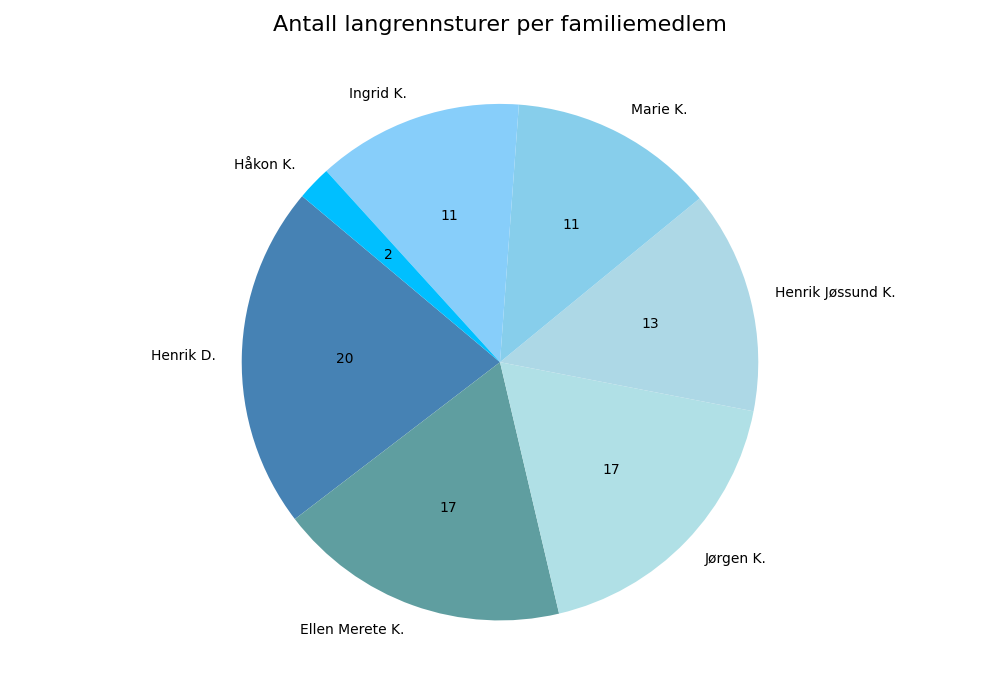 Antall langrennsturer per familiemedlem
Ingrid K.
Marie K.
Håkon K.
11
11
2
Henrik Jøssund K.
13
Henrik D.
20
17
17
Jørgen K.
Ellen Merete K.